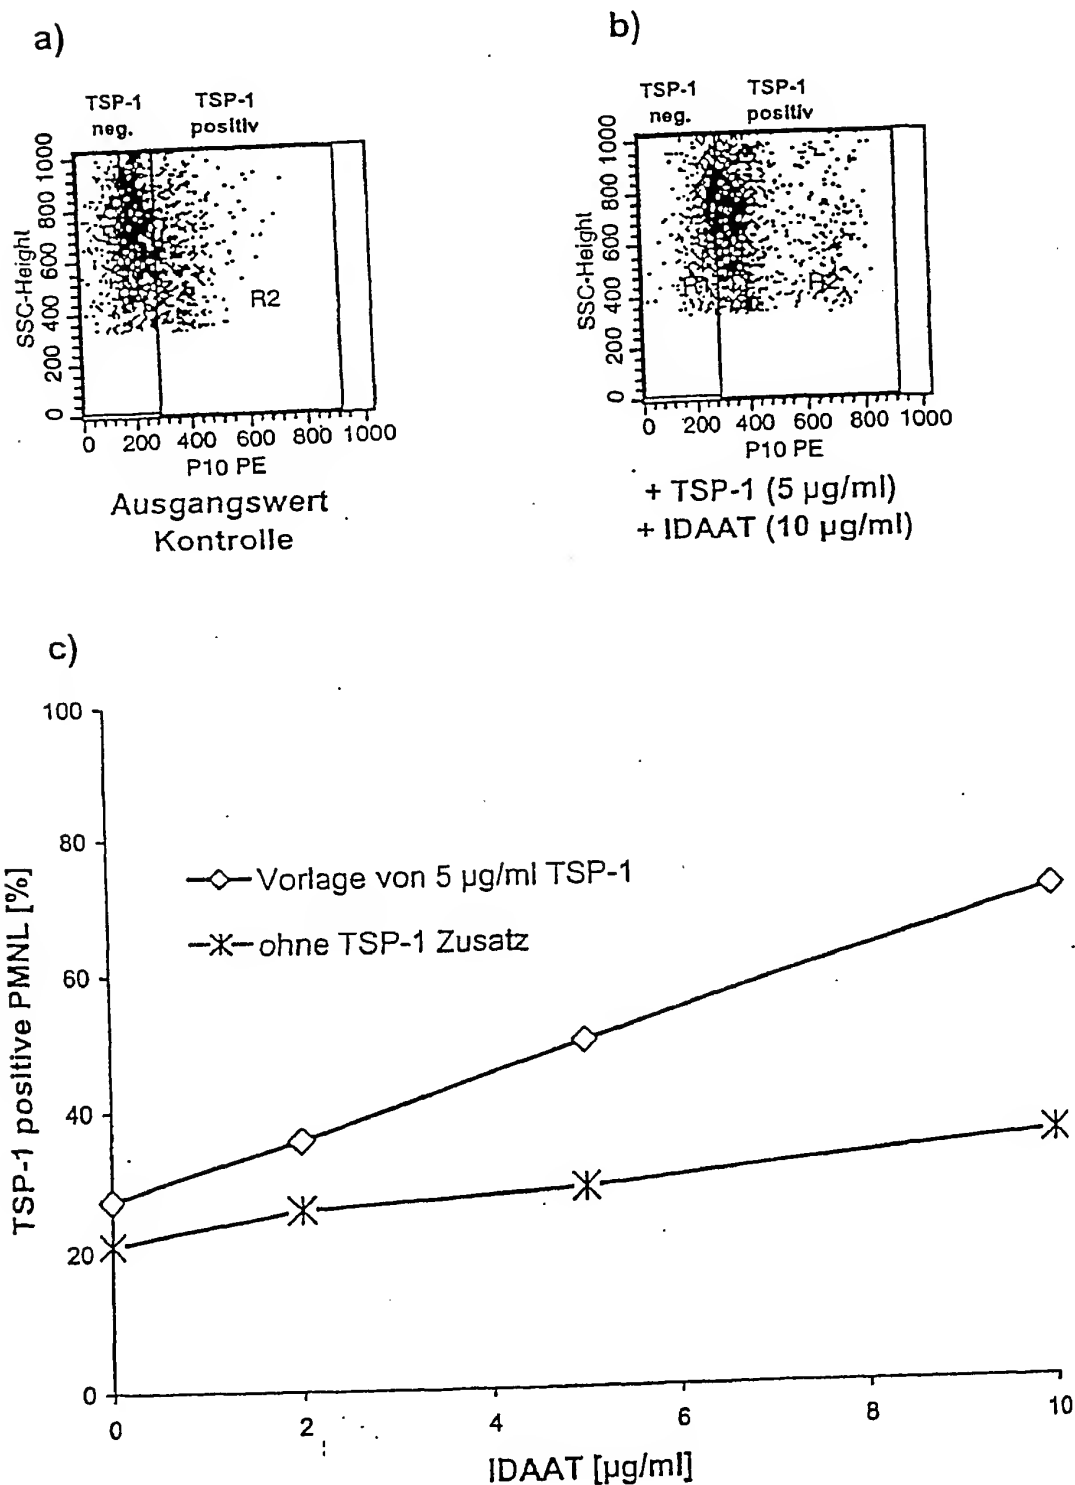 a)
TSP-1 neg.
TSP-1 positiv
SSC-Height
1000
800
600
400
200
0
R2
0 200 400 600 800 1000
P10 PE
Ausgangswert
Kontrolle
b)
TSP-1 neg.
TSP-1 positiv
SSC-Height
1000
800
600
400
200
0
0 200 400 600 800 1000
P10 PE
+ TSP-1 (5 µg/ml)
+ IDAAT (10 µg/ml)
c)
TSP-1 positive PMNL [%]
100
80
60
40
20
0
Vorlage von 5 µg/ml TSP-1
ohne TSP-1 Zusatz
0 2 4 6 8 10
IDAAT [µg/ml]